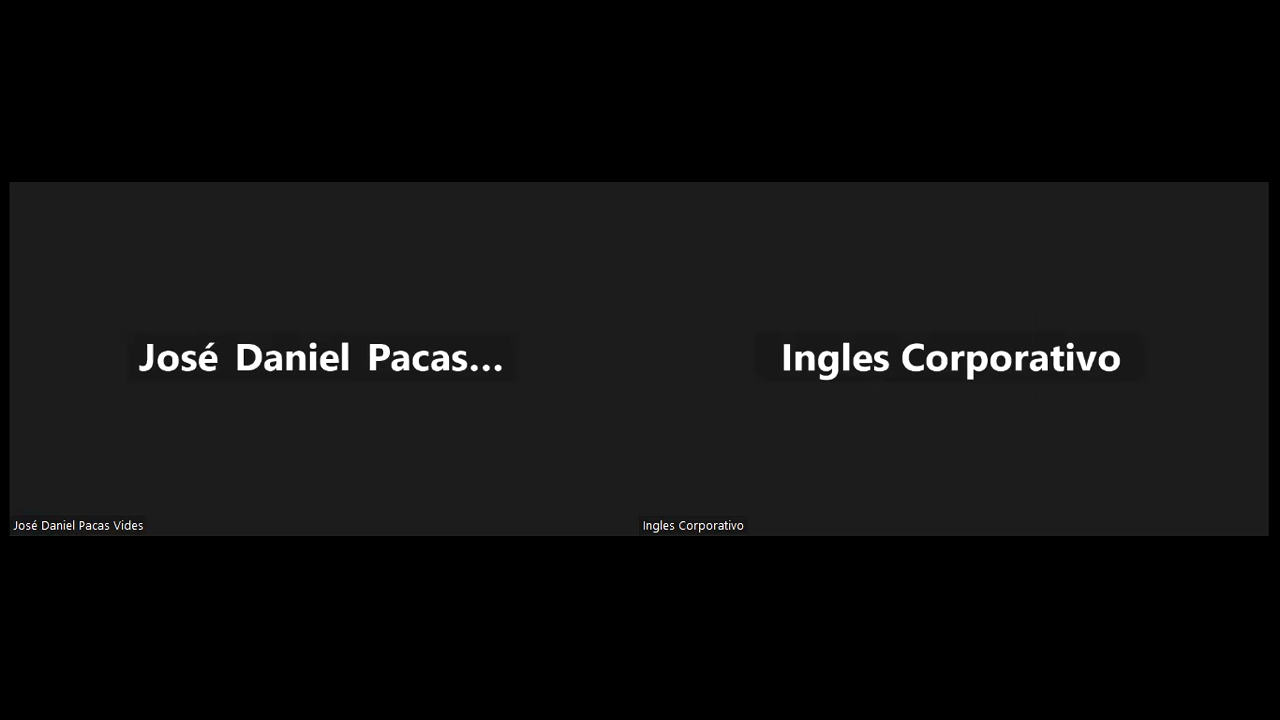 José Daniel Pacas...
Ingles Corporativo
José Daniel Pacas Vides
Ingles Corporativo